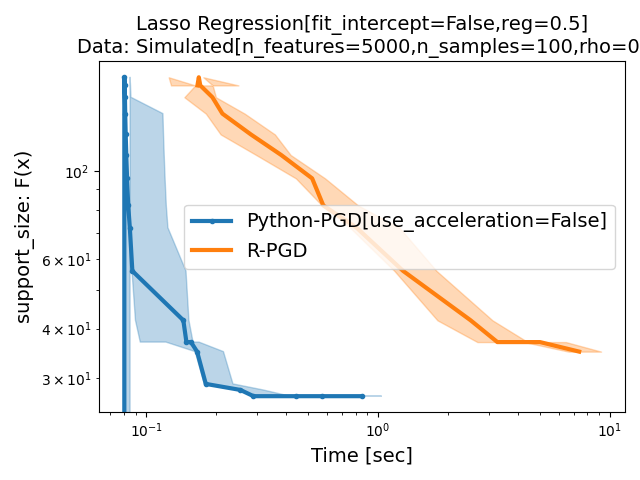 Lasso Regression[fit_intercept=False,reg=0.5]
Data: Simulated[n_features=5000,n_samples=100,rho=0
support_size: F(x)
10²
6 × 10¹
4 × 10¹
3 × 10¹
Python-PGD[use_acceleration=False]
R-PGD
10⁻¹
10⁰
10¹
Time [sec]